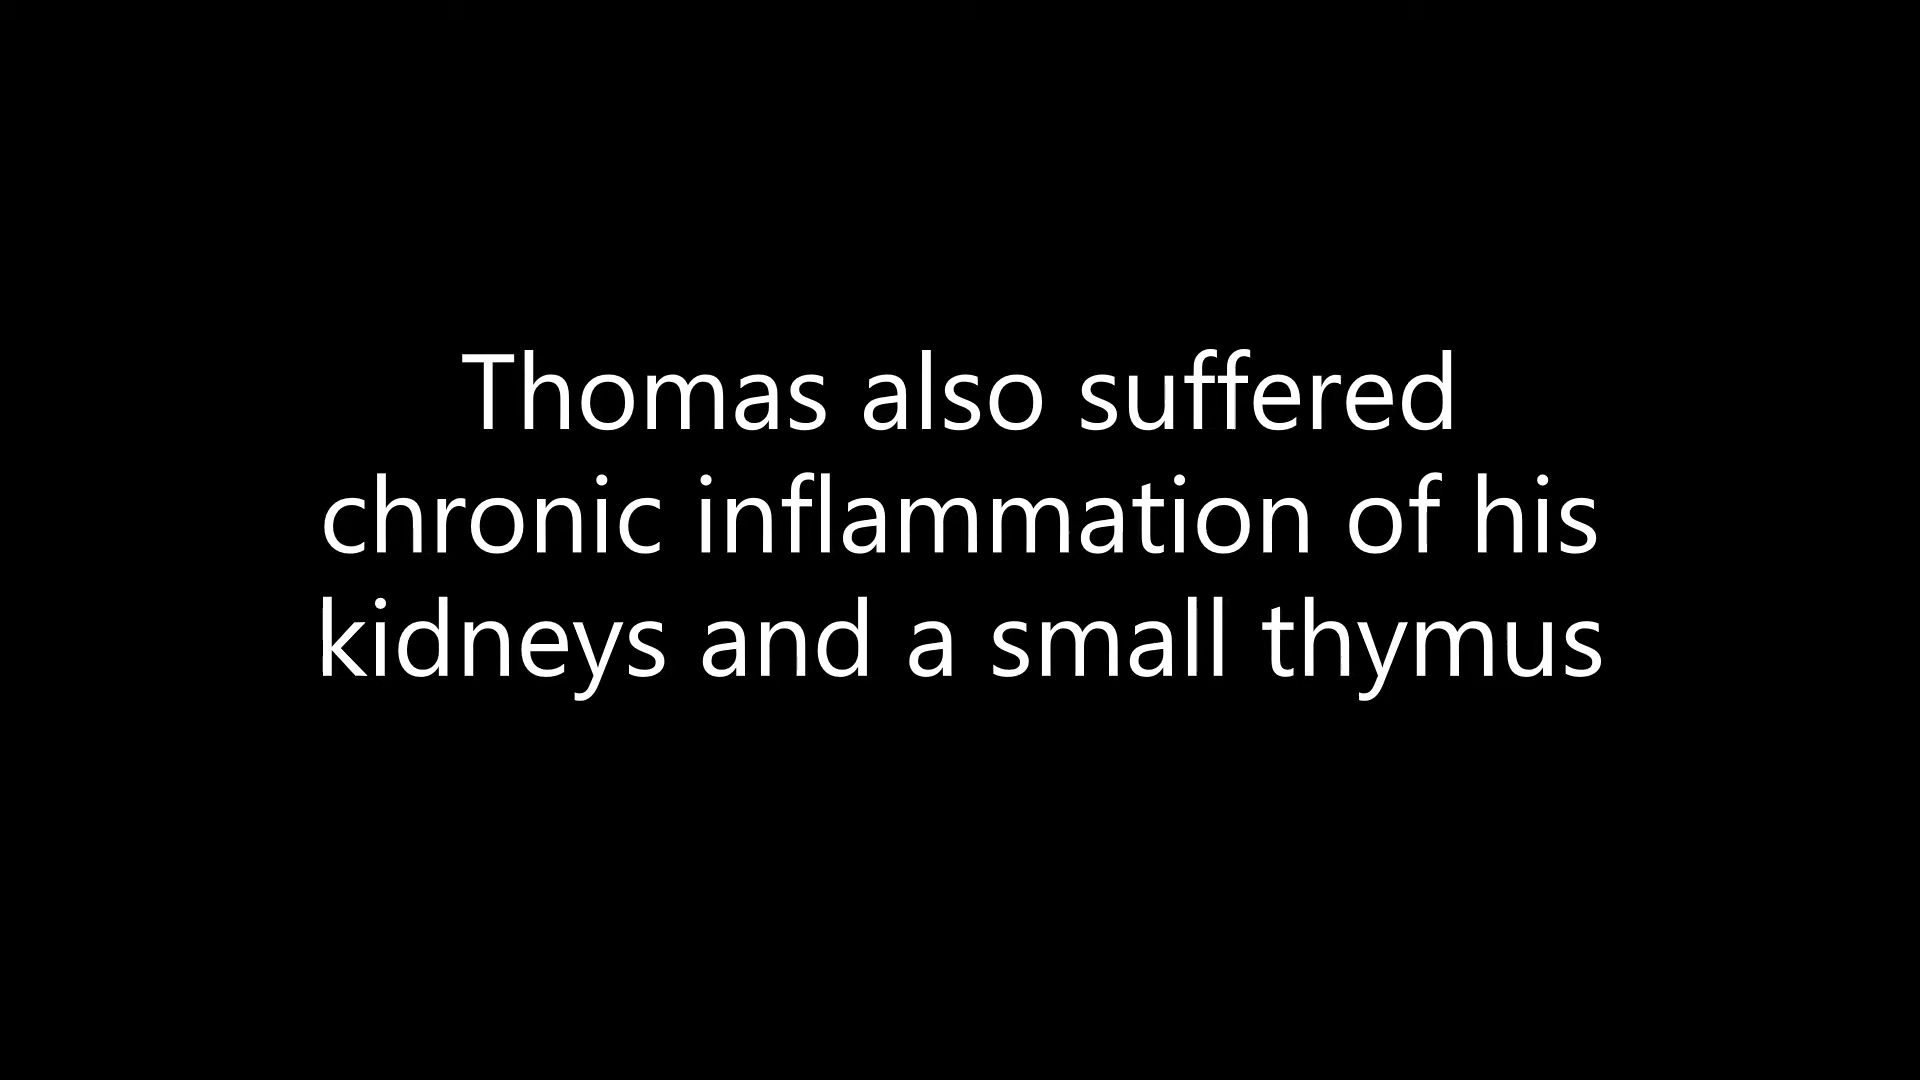 Thomas also suffered
chronic inflammation of his
kidneys and a small thymus